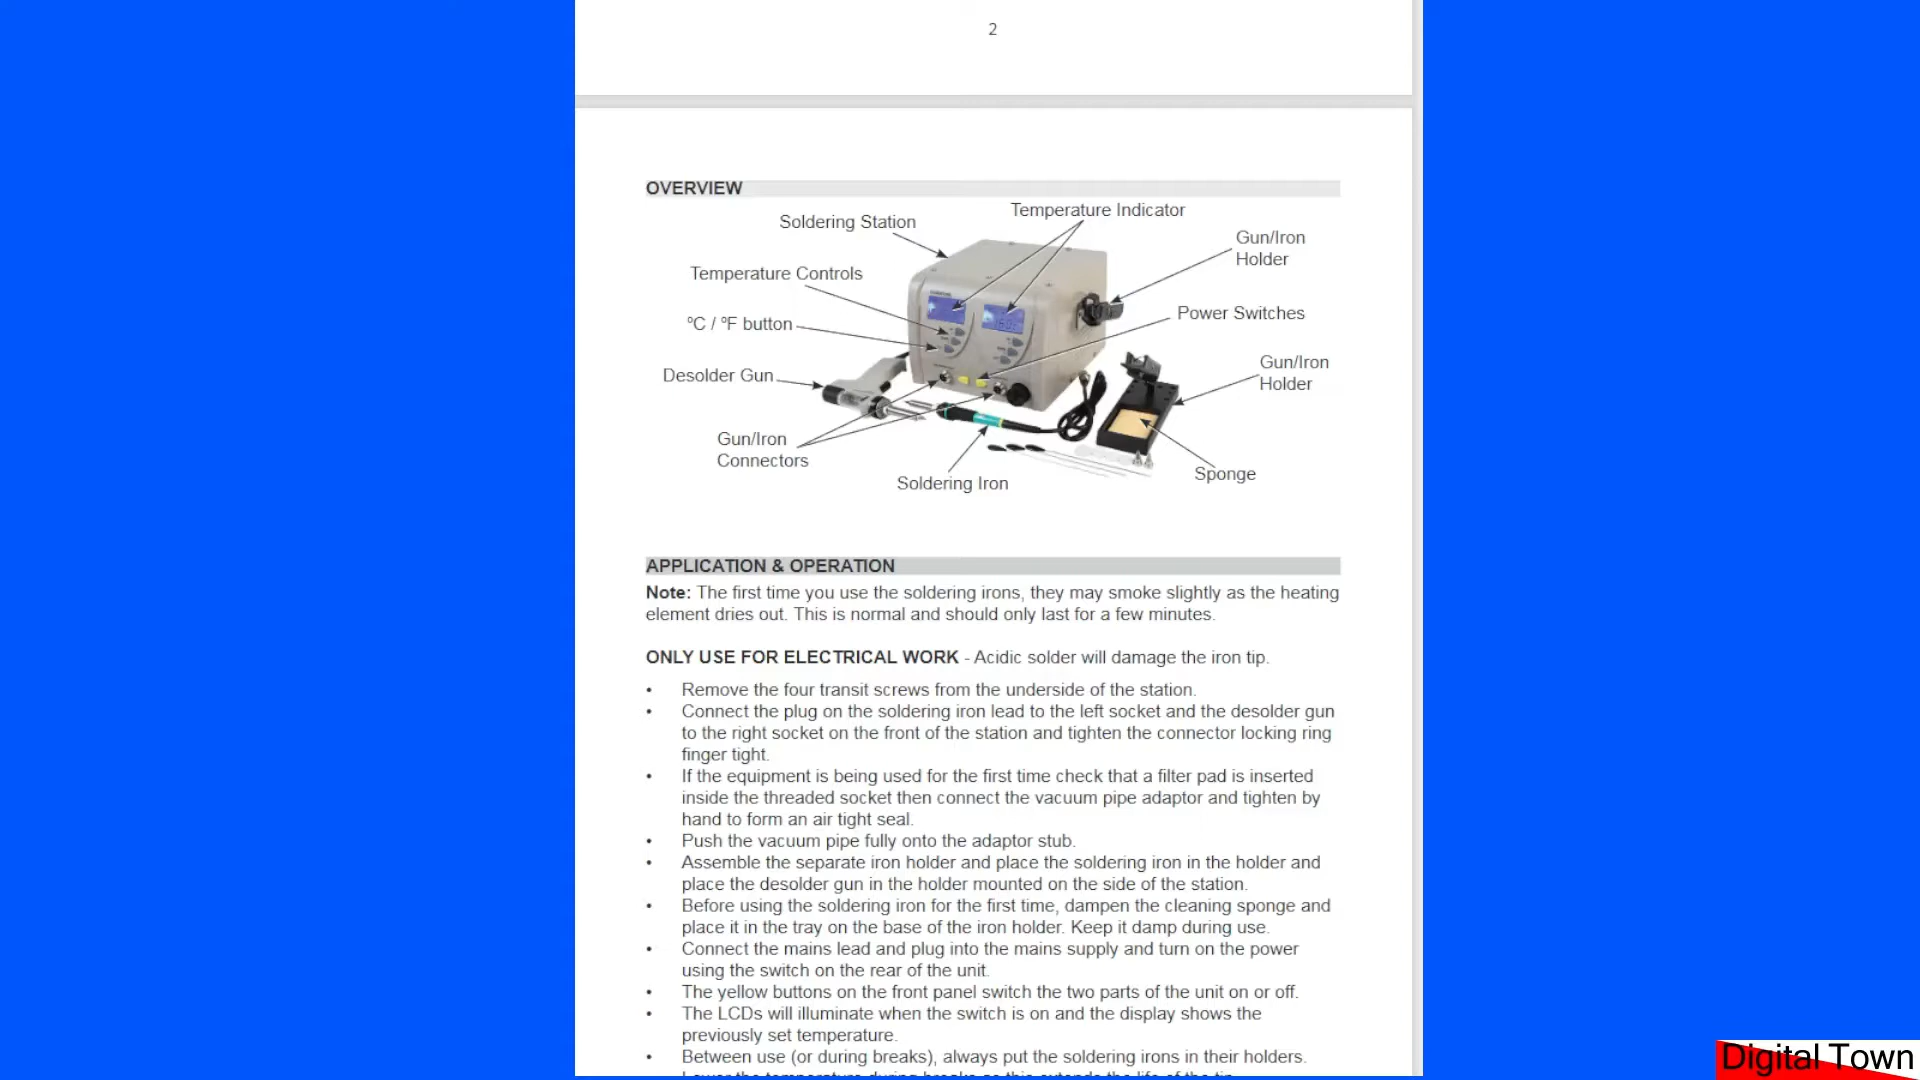 2
OVERVIEW
Soldering Station
Temperature Indicator
Gun/Iron
Holder
Temperature Controls
Power Switches
ºC / ºF button
Gun/Iron
Holder
Desolder Gun
Gun/Iron
Connectors
Soldering Iron
Sponge
APPLICATION & OPERATION
Note: The first time you use the soldering irons, they may smoke slightly as the heating
element dries out. This is normal and should only last for a few minutes.
ONLY USE FOR ELECTRICAL WORK - Acidic solder will damage the iron tip.
• Remove the four transit screws from the underside of the station.
• Connect the plug on the soldering iron lead to the left socket and the desolder gun
to the right socket on the front of the station and tighten the connector locking ring
finger tight.
• If the equipment is being used for the first time check that a filter pad is inserted
inside the threaded socket then connect the vacuum pipe adaptor and tighten by
hand to form an air tight seal.
• Push the vacuum pipe fully onto the adaptor stub.
• Assemble the separate iron holder and place the soldering iron in the holder and
place the desolder gun in the holder mounted on the side of the station.
• Before using the soldering iron for the first time, dampen the cleaning sponge and
place it in the tray on the base of the iron holder. Keep it damp during use.
• Connect the mains lead and plug into the mains supply and turn on the power
using the switch on the rear of the unit.
• The yellow buttons on the front panel switch the two parts of the unit on or off.
• The LCDs will illuminate when the switch is on and the display shows the
previously set temperature.
• Between use (or during breaks), always put the soldering irons in their holders.
Lower the temperature during breaks as this extends the life of the tip.
Digital Town